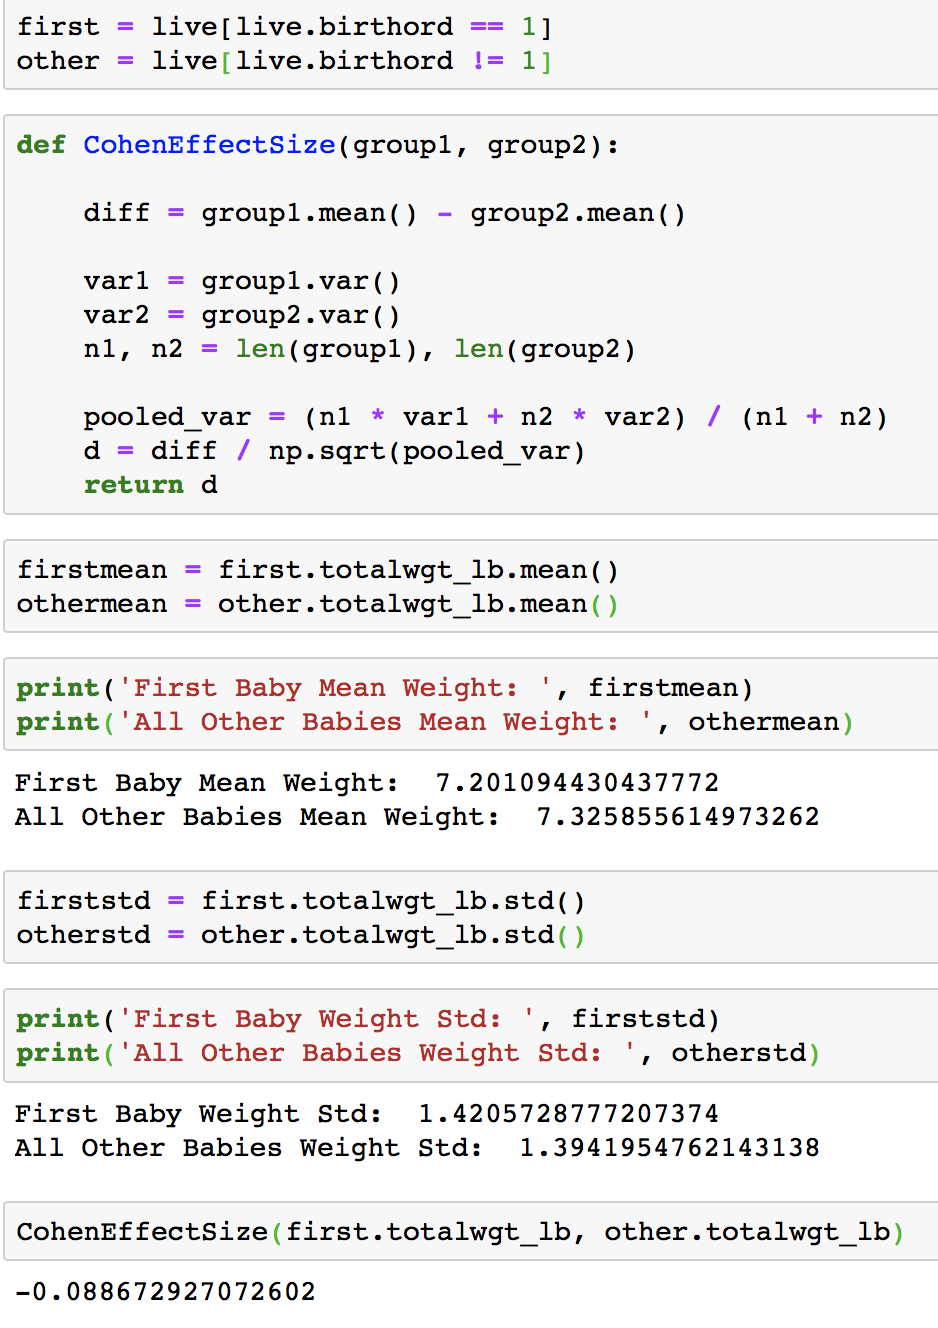 first = live[live.birthord == 1]
other = live[live.birthord != 1]
def CohenEffectSize(group1, group2):
    diff = group1.mean() - group2.mean()
    var1 = group1.var()
    var2 = group2.var()
    n1, n2 = len(group1), len(group2)
    pooled_var = (n1 * var1 + n2 * var2) / (n1 + n2)
    d = diff / np.sqrt(pooled_var)
    return d
firstmean = first.totalwgt_lb.mean()
othermean = other.totalwgt_lb.mean()
print('First Baby Mean Weight: ', firstmean)
print('All Other Babies Mean Weight: ', othermean)
First Baby Mean Weight:  7.201094430437772
All Other Babies Mean Weight:  7.325855614973262
firststd = first.totalwgt_lb.std()
otherstd = other.totalwgt_lb.std()
print('First Baby Weight Std: ', firststd)
print('All Other Babies Weight Std: ', otherstd)
First Baby Weight Std:  1.4205728777207374
All Other Babies Weight Std:  1.3941954762143138
CohenEffectSize(first.totalwgt_lb, other.totalwgt_lb)
-0.088672927072602